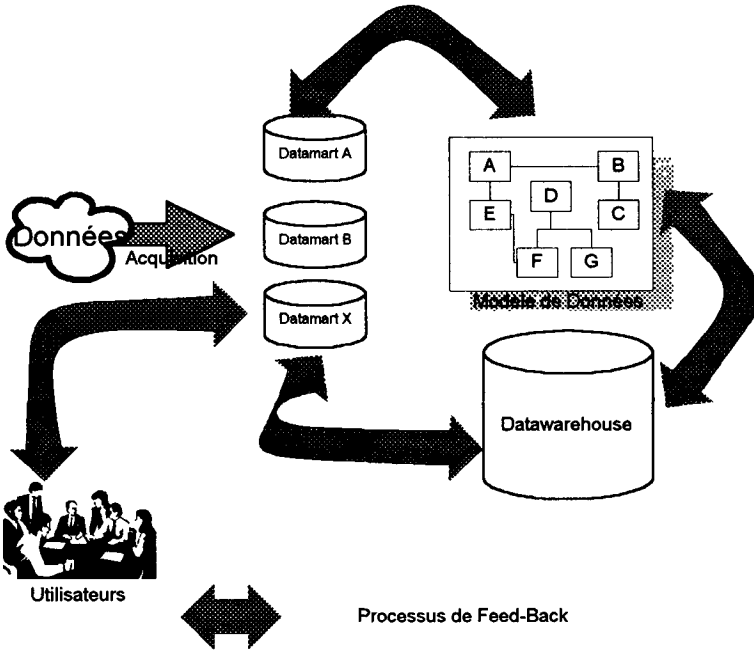 Datamart A
A
B
D
Données
Acquisition
Datamart B
E
C
F
G
Datamart X
Modèle de Données
Datawarehouse
Utilisateurs
Processus de Feed-Back